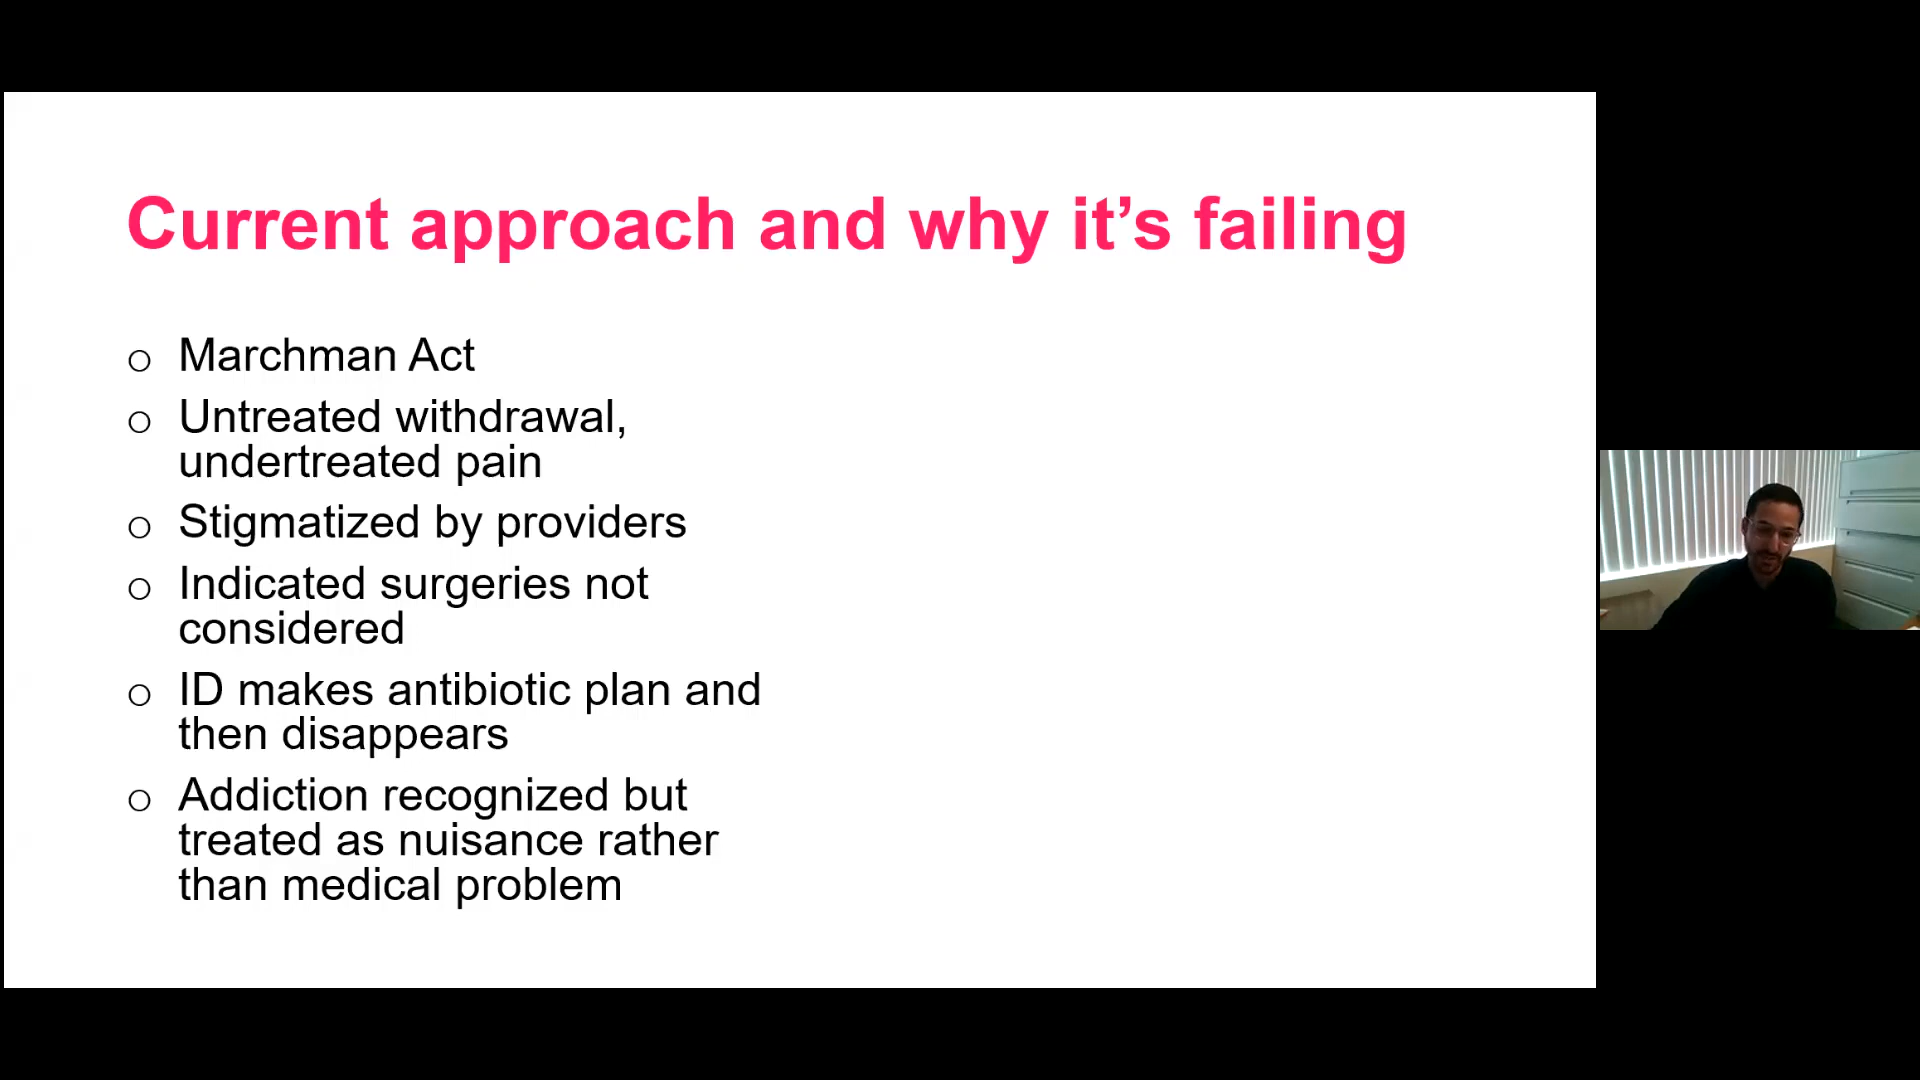 Current approach and why it’s failing
Marchman Act
Untreated withdrawal,
undertreated pain
Stigmatized by providers
Indicated surgeries not
considered
ID makes antibiotic plan and
then disappears
Addiction recognized but
treated as nuisance rather
than medical problem